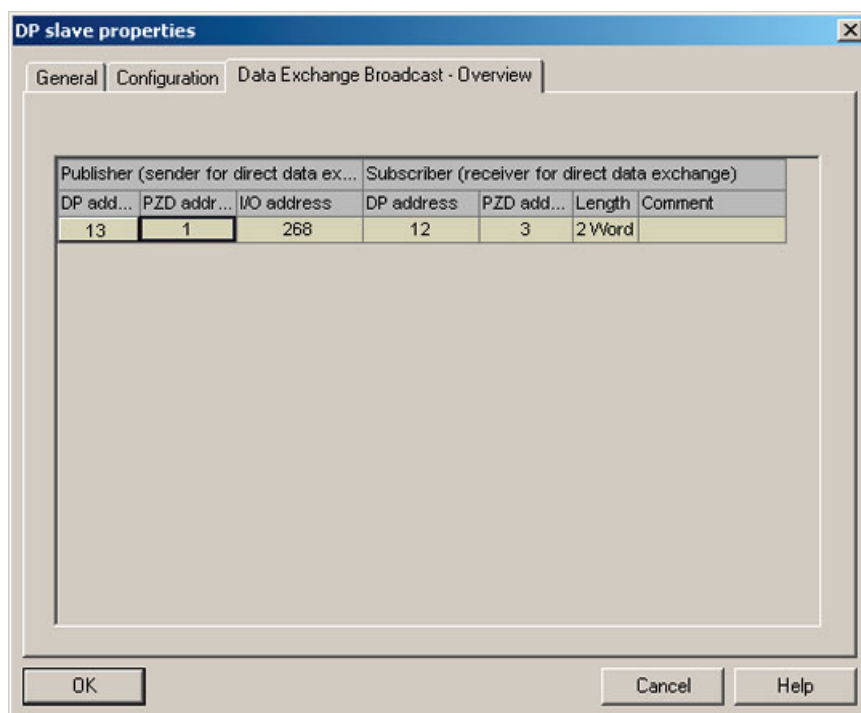 DP slave properties
General Configuration Data Exchange Broadcast - Overview
Publisher (sender for direct data ex... Subscriber (receiver for direct data exchange)
DP add... PZD addr... I/O address DP address PZD add... Length Comment
13 1 268 12 3 2 Word
OK Cancel Help